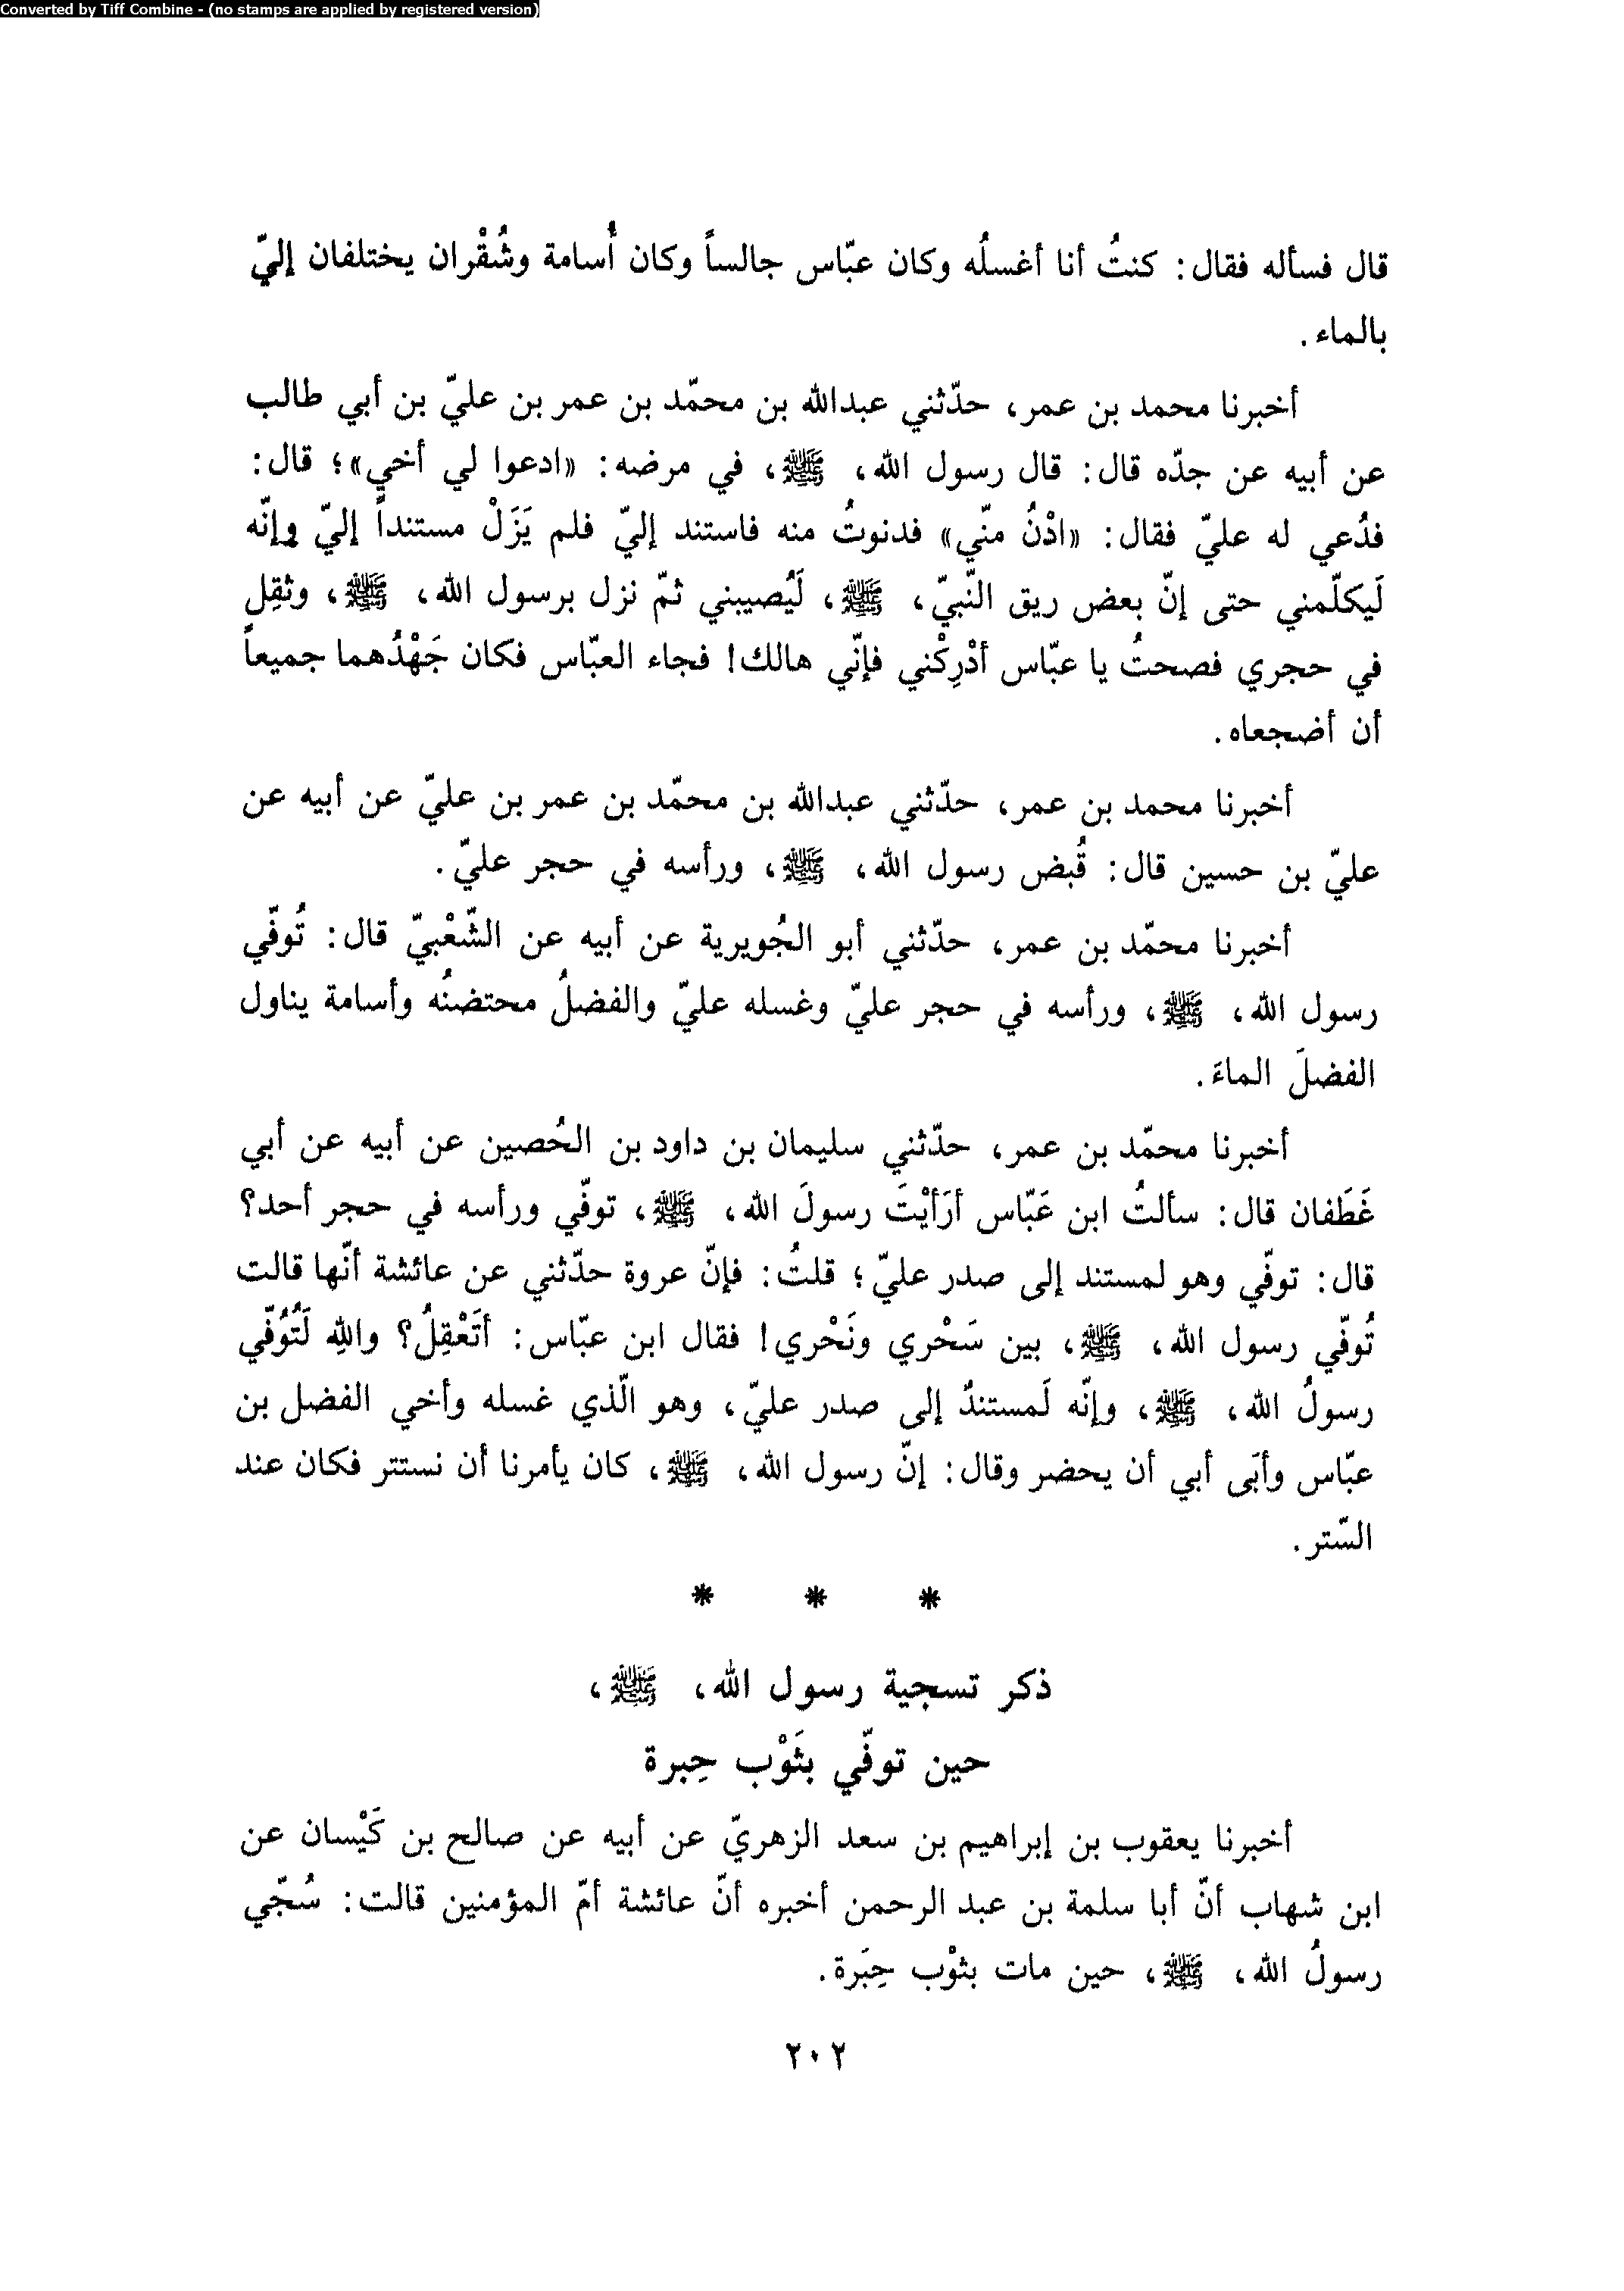 Converted by Tiff Combine - (no stamps are applied by registered version)
قال فسأله فقال: كنتُ أنا أغسلُه وكان عبّاس جالساً وكان أُسامة وشُقْران يختلفان إليّ
بالماء.
أخبرنا محمد بن عمر، حدّثني عبدالله بن محمّد بن عمر بن عليّ بن أبي طالب
عن أبيه عن جدّه قال: قال رسول الله، ﷺ، في مرضه: «ادعوا لي أخي»؛ قال:
فدُعي له عليّ فقال: «ادْنُ منّي» فدنوتُ منه فاستند إليّ فلم يَزَلْ مستنداً إليّ وإنّه
لَيكلّمني حتى إنّ بعض ريق النّبيّ، ﷺ، لَيُصيبني ثمّ نزل برسول الله، ﷺ، وثقِل
في حجري فصحتُ يا عبّاس أدْرِكْني فإنّي هالك! فجاء العبّاس فكان جَهْدُهما جميعاً
أن أضجعاه.
أخبرنا محمد بن عمر، حدّثني عبدالله بن محمّد بن عمر بن عليّ عن أبيه عن
عليّ بن حسين قال: قُبض رسول الله، ﷺ، ورأسه في حجر عليّ.
أخبرنا محمّد بن عمر، حدّثني أبو الجُويرية عن أبيه عن الشّعْبيّ قال: تُوفّي
رسول الله، ﷺ، ورأسه في حجر عليّ وغسله عليّ والفضلُ محتضنُه وأسامة يناول
الفضلَ الماءَ.
أخبرنا محمّد بن عمر، حدّثني سليمان بن داود بن الحُصين عن أبيه عن أبي
غَطَفان قال: سألتُ ابن عَبّاس أرَأيْتَ رسولَ الله، ﷺ، توفّي ورأسه في حجر أحد؟
قال: توفّي وهو لمستند إلى صدر عليّ؛ قلتُ: فإنّ عروة حدّثني عن عائشة أنّها قالت
تُوفّي رسول الله، ﷺ، بين سَحْري ونَحْري! فقال ابن عبّاس: أتَعْقِلُ؟ واللهِ لَتُوُفّي
رسولُ الله، ﷺ، وإنّه لَمستندٌ إلى صدر عليّ، وهو الّذي غسله وأخي الفضل بن
عبّاس وأبَى أبي أن يحضر وقال: إنّ رسول الله، ﷺ، كان يأمرنا أن نستتر فكان عند
السّتر.
* * *
ذكر تسجية رسول الله، ﷺ،
حين توفّي بثَوْب حِبرة
أخبرنا يعقوب بن إبراهيم بن سعد الزهريّ عن أبيه عن صالح بن كَيْسان عن
ابن شهاب أنّ أبا سلمة بن عبد الرحمن أخبره أنّ عائشة أمّ المؤمنين قالت: سُجّي
رسولُ الله، ﷺ، حين مات بثوْب حِبَرة.
٢٠٢